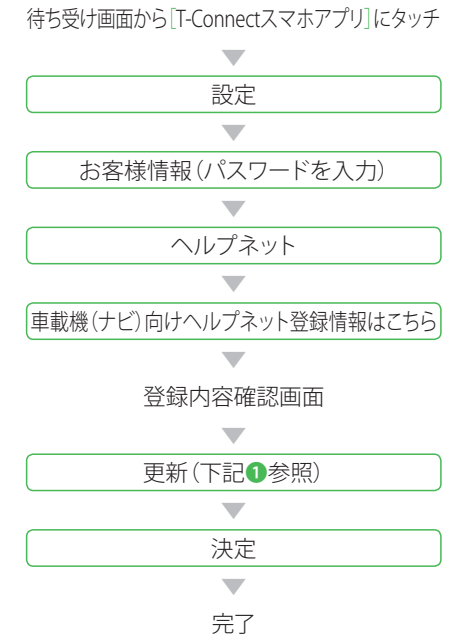 待ち受け画面から[T-Connectスマホアプリ]にタッチ
設定
お客様情報(パスワードを入力)
ヘルプネット
車載機(ナビ)向けヘルプネット登録情報はこちら
登録内容確認画面
更新(下記❶参照)
決定
完了